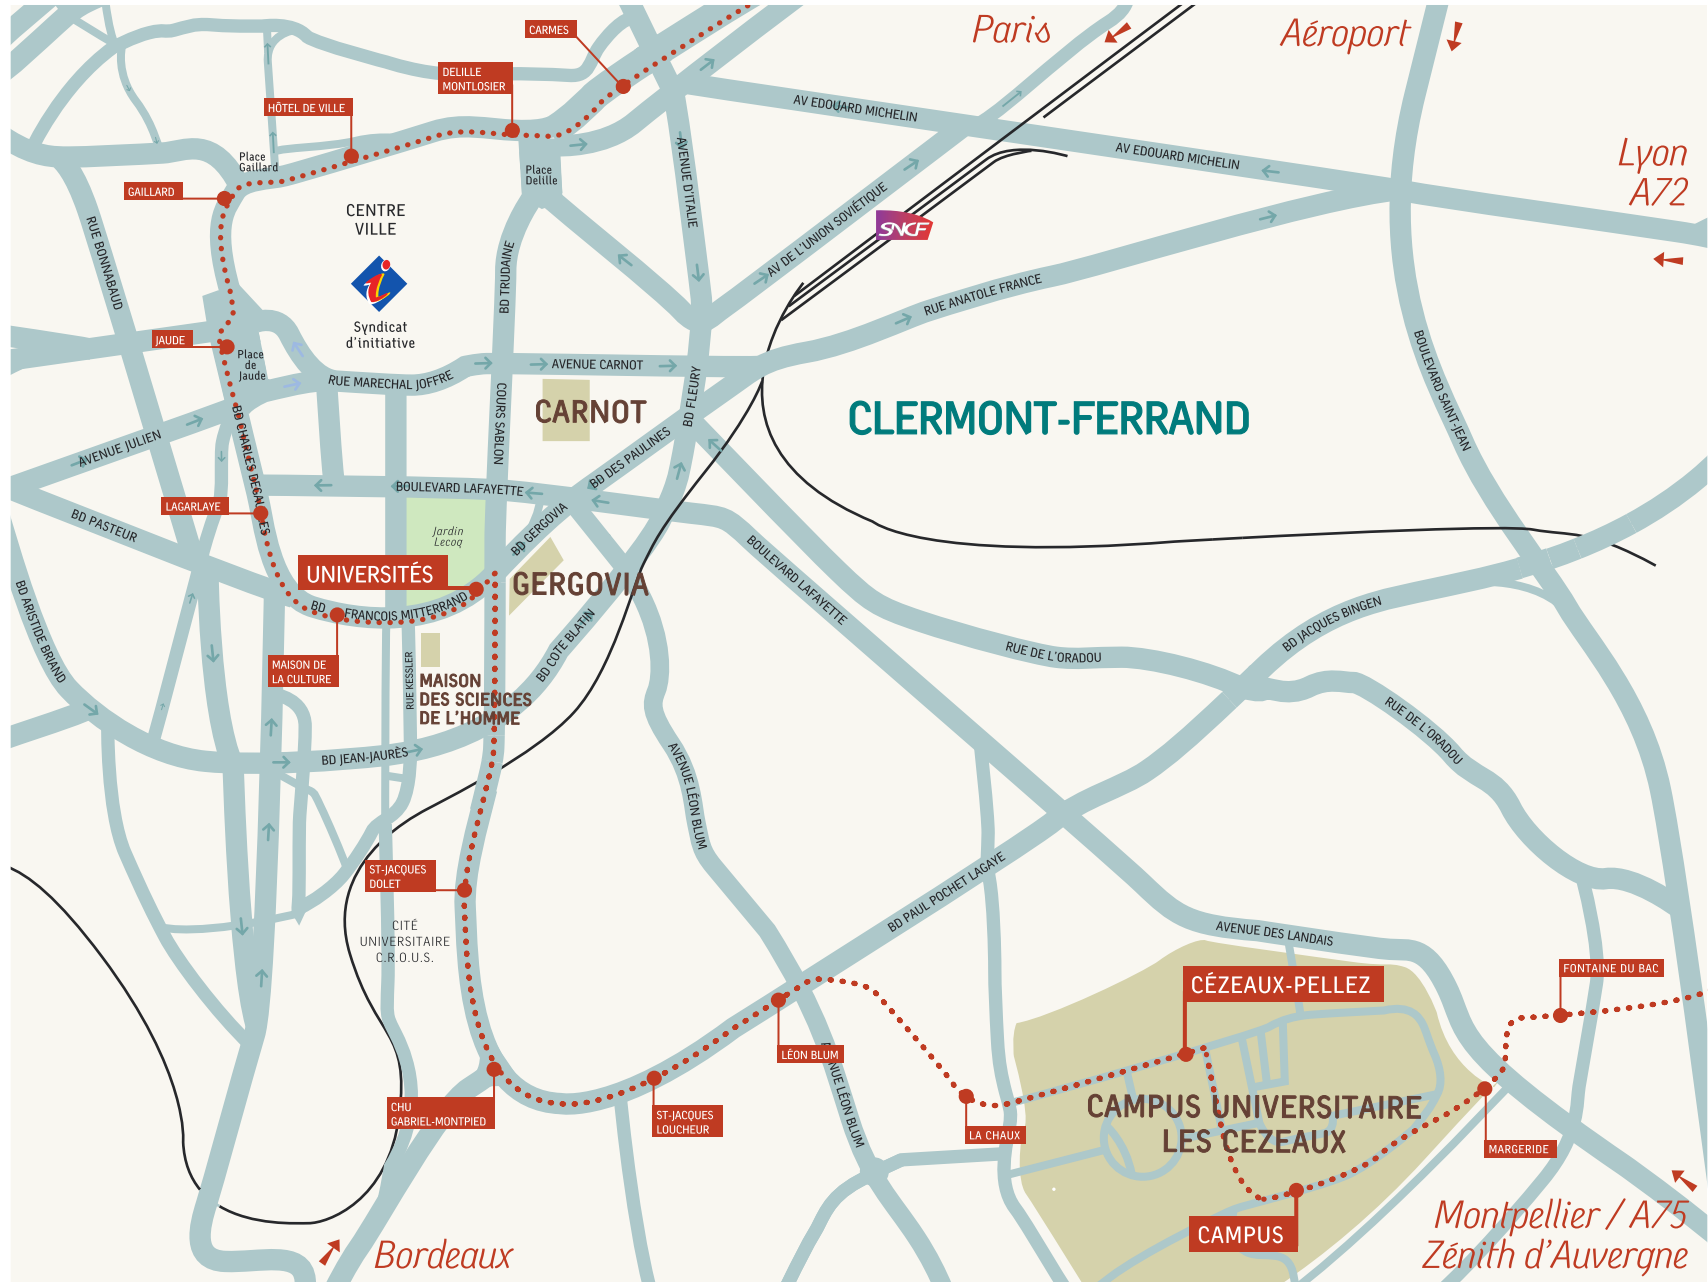 Paris
Aéroport
CARMES
DELILLE
MONTLOSIER
HÔTEL DE VILLE
AV EDOUARD MICHELIN
AV EDOUARD MICHELIN
Lyon
A72
Place
Gaillard
Place
Delille
AVENUE D'ITALIE
GAILLARD
CENTRE
VILLE
AV DE L'UNION SOVIÉTIQUE
SNCF
RUE BONNABAUD
BD TRUDAINE
i
Syndicat
d'initiative
RUE ANATOLE FRANCE
JAUDE
Place
de
Jaude
RUE MARECHAL JOFFRE
AVENUE CARNOT
COURS SABLON
BD FLEURY
CARNOT
CLERMONT-FERRAND
BOULEVARD SAINT-JEAN
AVENUE JULIEN
BD DES PAULINES
BOULEVARD LAFAYETTE
LAGARLAYE
BD PASTEUR
Jardin
Lecoq
BD GERGOVIA
BOULEVARD LAFAYETTE
UNIVERSITÉS
GERGOVIA
BD FRANCOIS MITTERRAND
BD ARISTIDE BRIAND
BD COTE BLATIN
BD JACQUES BINGEN
RUE DE L'ORADOU
MAISON DE
LA CULTURE
RUE KESSLER
MAISON
DES SCIENCES
DE L'HOMME
RUE DE L'ORADOU
BD JEAN-JAURÈS
AVENUE LÉON BLUM
ST-JACQUES
DOLET
BD PAUL POCHET LAGAYE
CITÉ
UNIVERSITAIRE
C.R.O.U.S.
AVENUE DES LANDAIS
FONTAINE DU BAC
CÉZEAUX-PELLEZ
LÉON BLUM
NUE LÉON BLUM
CHU
GABRIEL-MONTPIED
ST-JACQUES
LOUCHEUR
LA CHAUX
CAMPUS UNIVERSITAIRE
LES CEZEAUX
MARGERIDE
CAMPUS
Montpellier / A75
Zénith d'Auvergne
Bordeaux